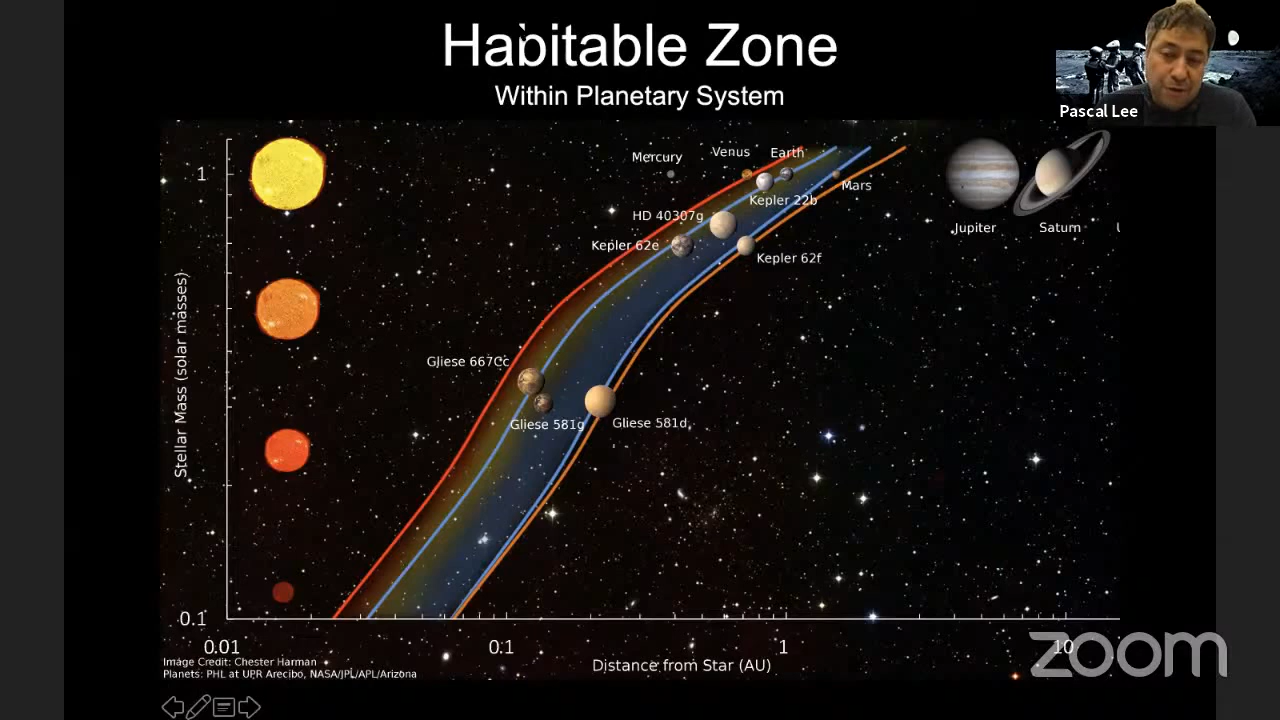 Habitable Zone
Within Planetary System
Pascal Lee
Mercury
Venus
Earth
Mars
Kepler 22b
HD 40307g
Kepler 62e
Kepler 62f
Jupiter
Saturn
U
Gliese 667Cc
Gliese 581g
Gliese 581d
Stellar Mass (solar masses)
1
0.1
0.01
0.1
1
10
Distance from Star (AU)
Image Credit: Chester Harman
Planets: PHL at UPR Arecibo, NASA/JPL/APL/Arizona
zoom